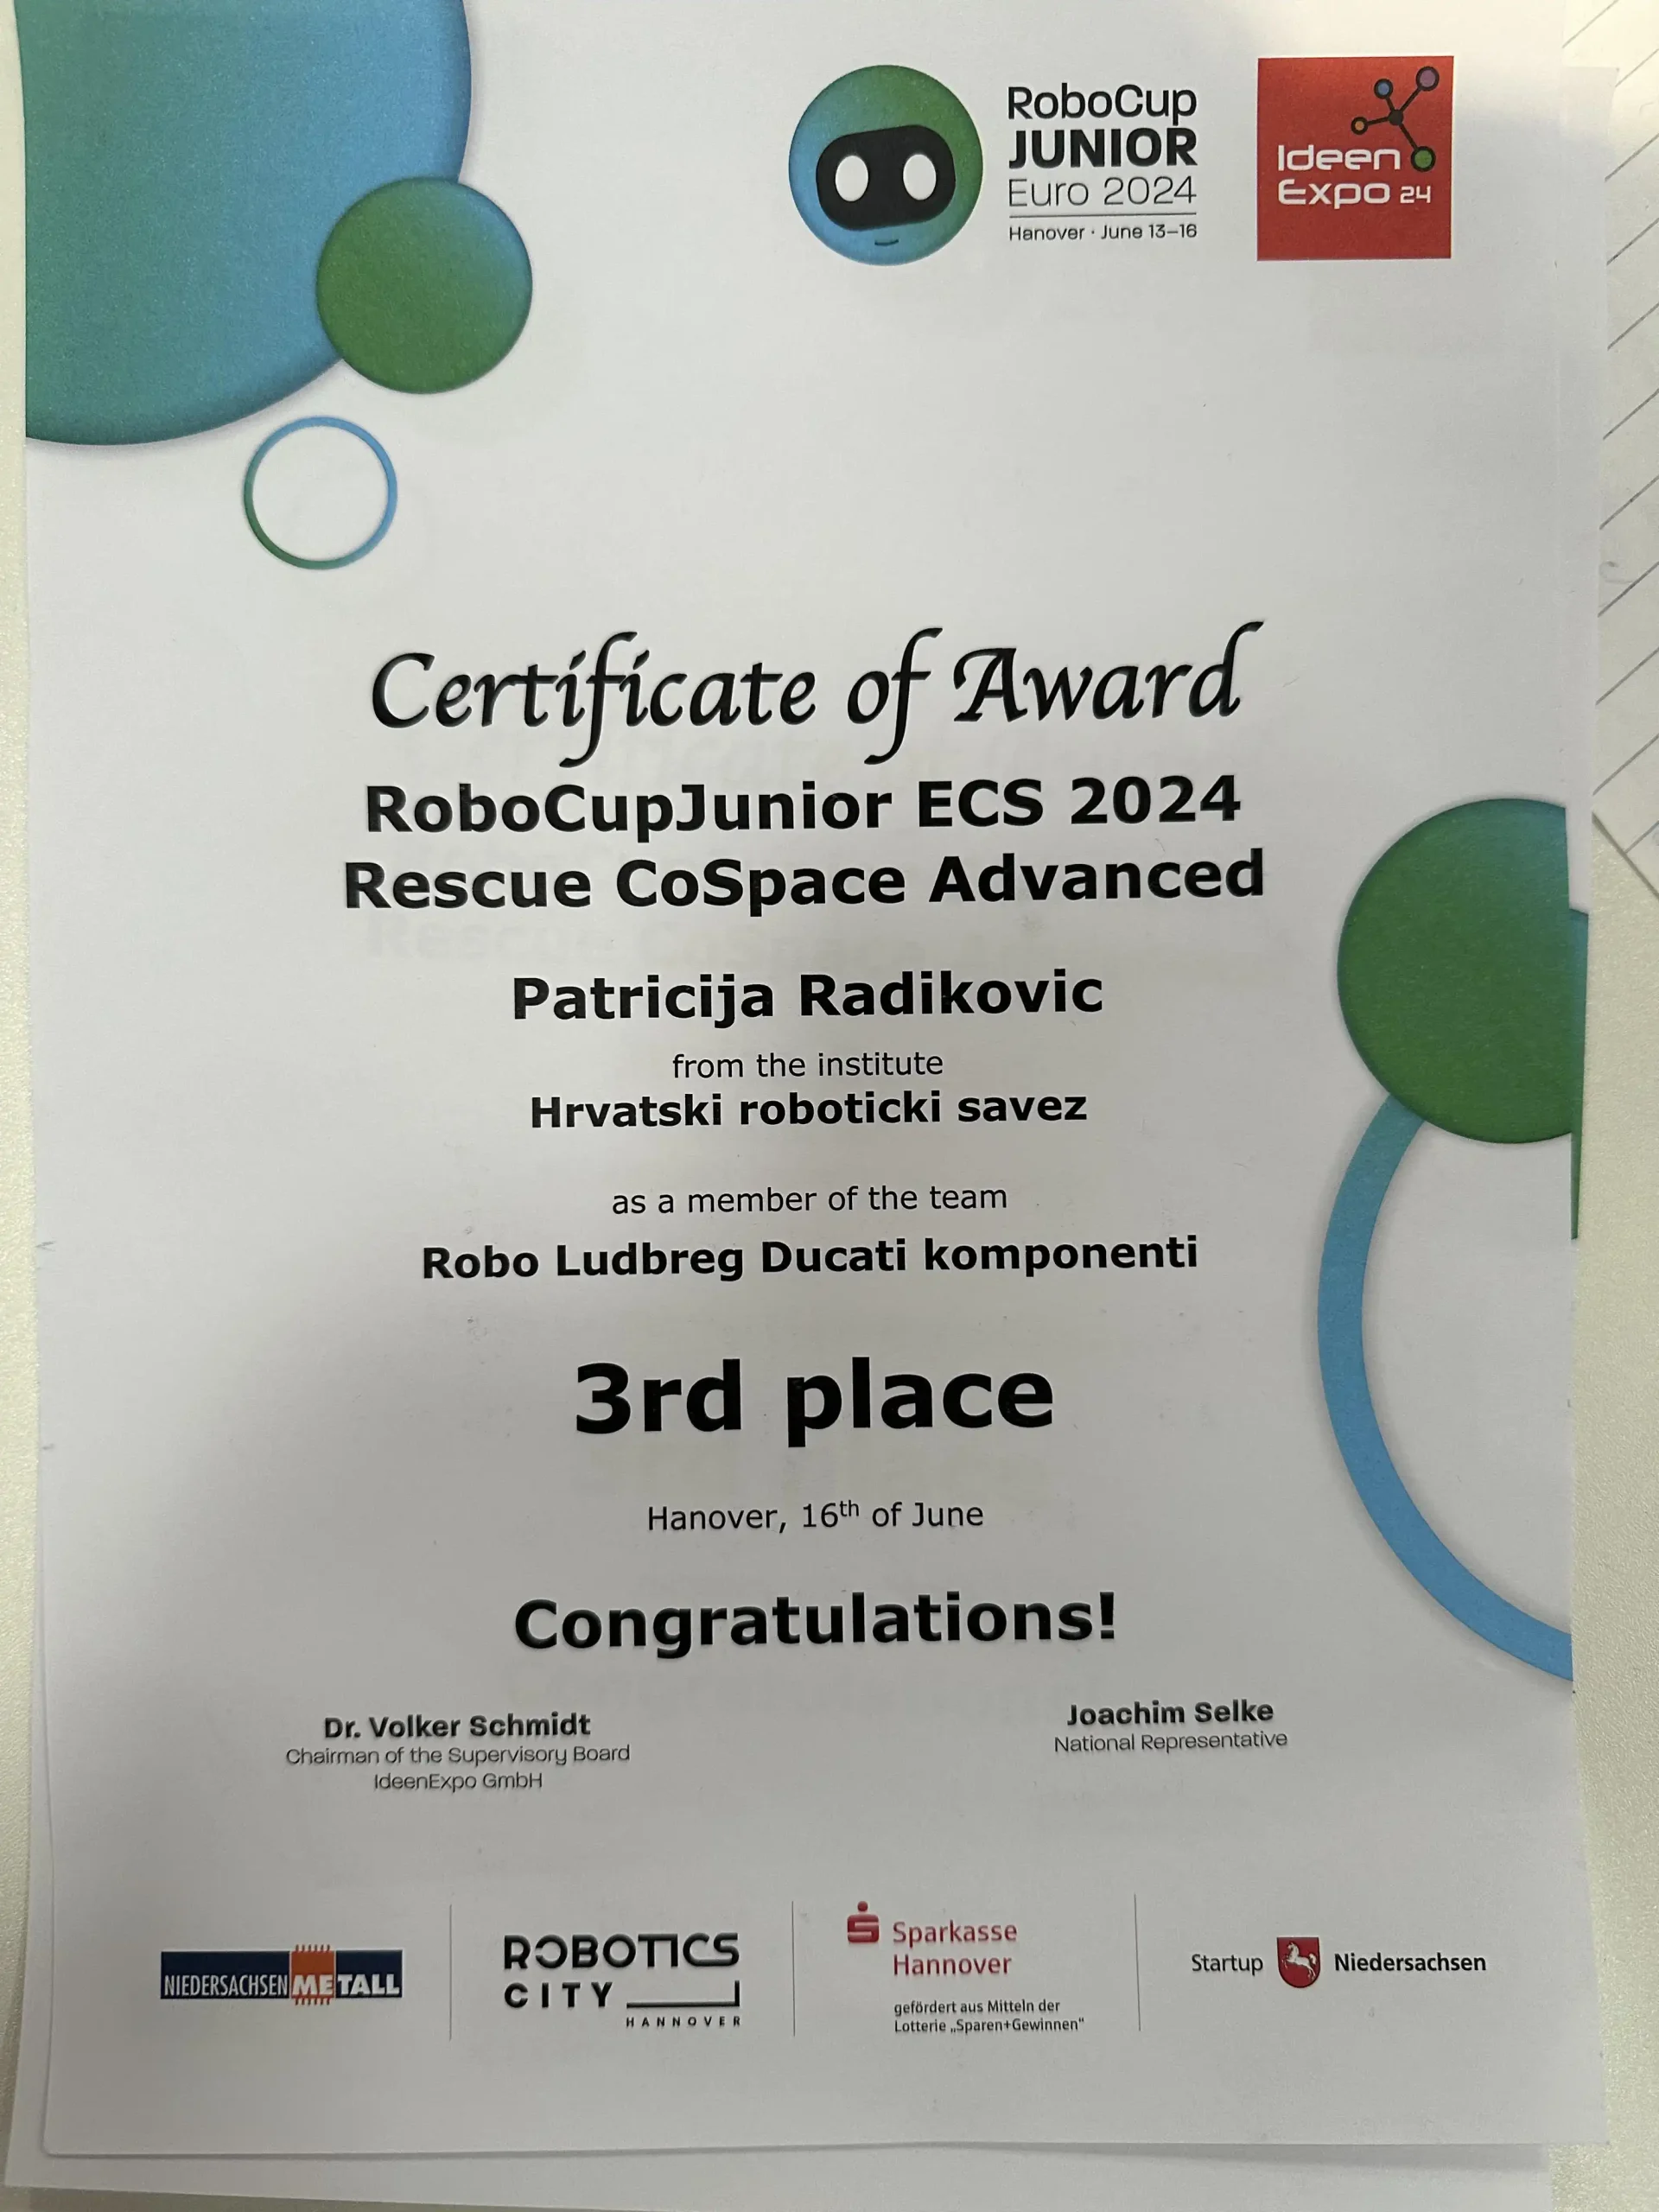 RoboCup
JUNIOR
Euro 2024
Hanover · June 13–16
Ideen
Expo 24
Certificate of Award
RoboCupJunior ECS 2024
Rescue CoSpace Advanced
Patricija Radikovic
from the institute
Hrvatski roboticki savez
as a member of the team
Robo Ludbreg Ducati komponenti
3rd place
Hanover, 16th of June
Congratulations!
Dr. Volker Schmidt
Chairman of the Supervisory Board
IdeenExpo GmbH
Joachim Selke
National Representative
NIEDERSACHSEN METALL
ROBOTICS
CITY
HANNOVER
Sparkasse
Hannover
gefördert aus Mitteln der
Lotterie „Sparen+Gewinnen“
Startup Niedersachsen